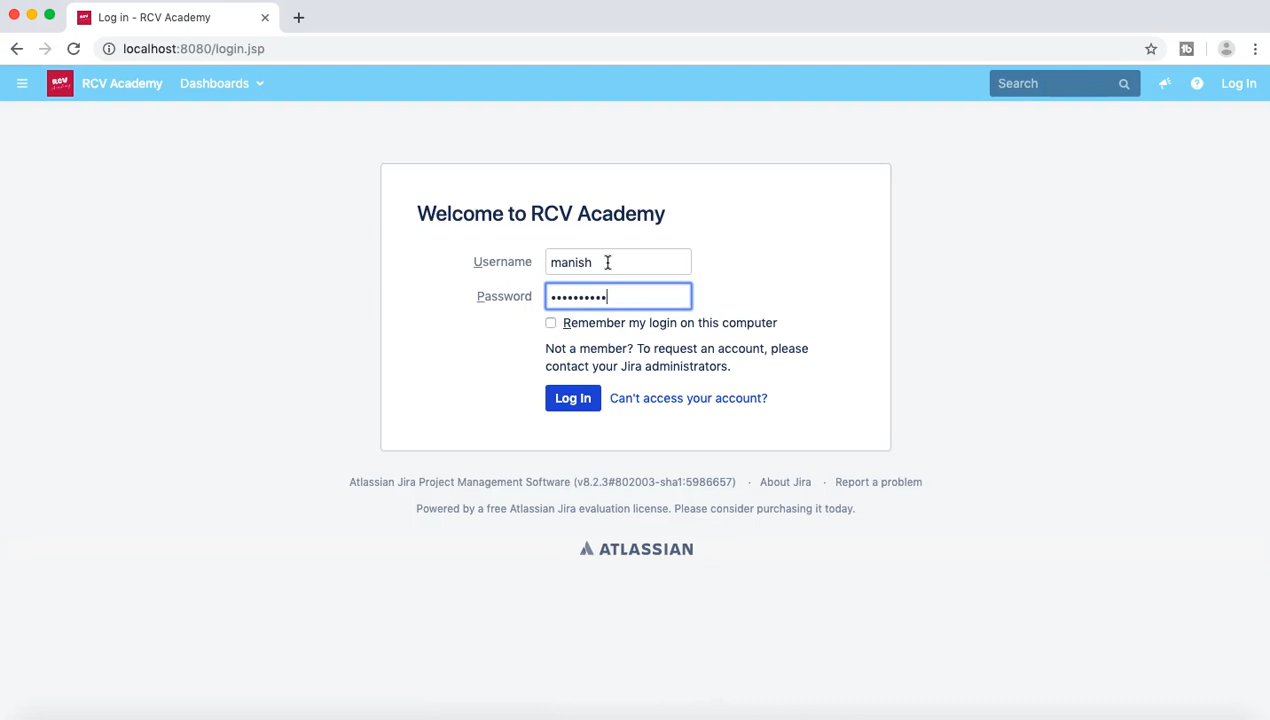 Log in - RCV Academy
localhost:8080/login.jsp
RCV Academy Dashboards Search Log In
Welcome to RCV Academy
Username manish
Password ••••••••••
Remember my login on this computer
Not a member? To request an account, please
contact your Jira administrators.
Log In Can't access your account?
Atlassian Jira Project Management Software (v8.2.3#802003-sha1:5986657) · About Jira · Report a problem
Powered by a free Atlassian Jira evaluation license. Please consider purchasing it today.
ATLASSIAN